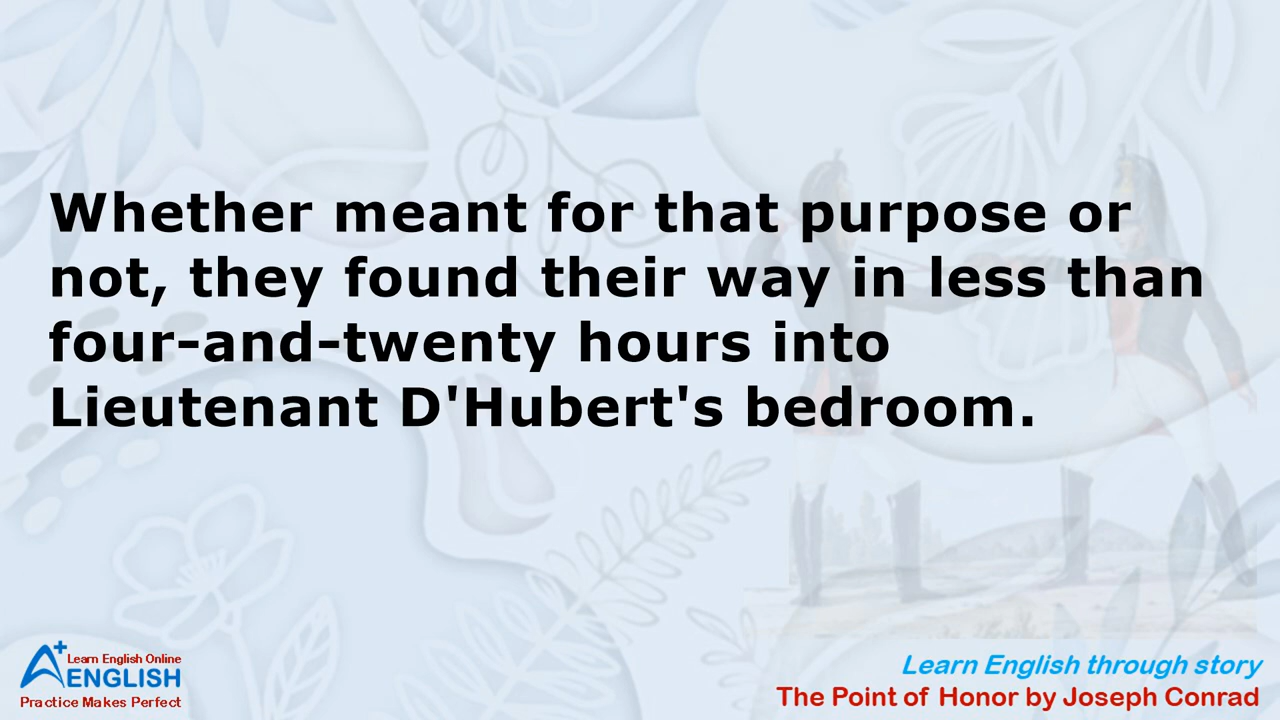 Whether meant for that purpose or
not, they found their way in less than
four-and-twenty hours into
Lieutenant D'Hubert's bedroom.
A+
Learn English Online
ENGLISH
Practice Makes Perfect
Learn English through story
The Point of Honor by Joseph Conrad